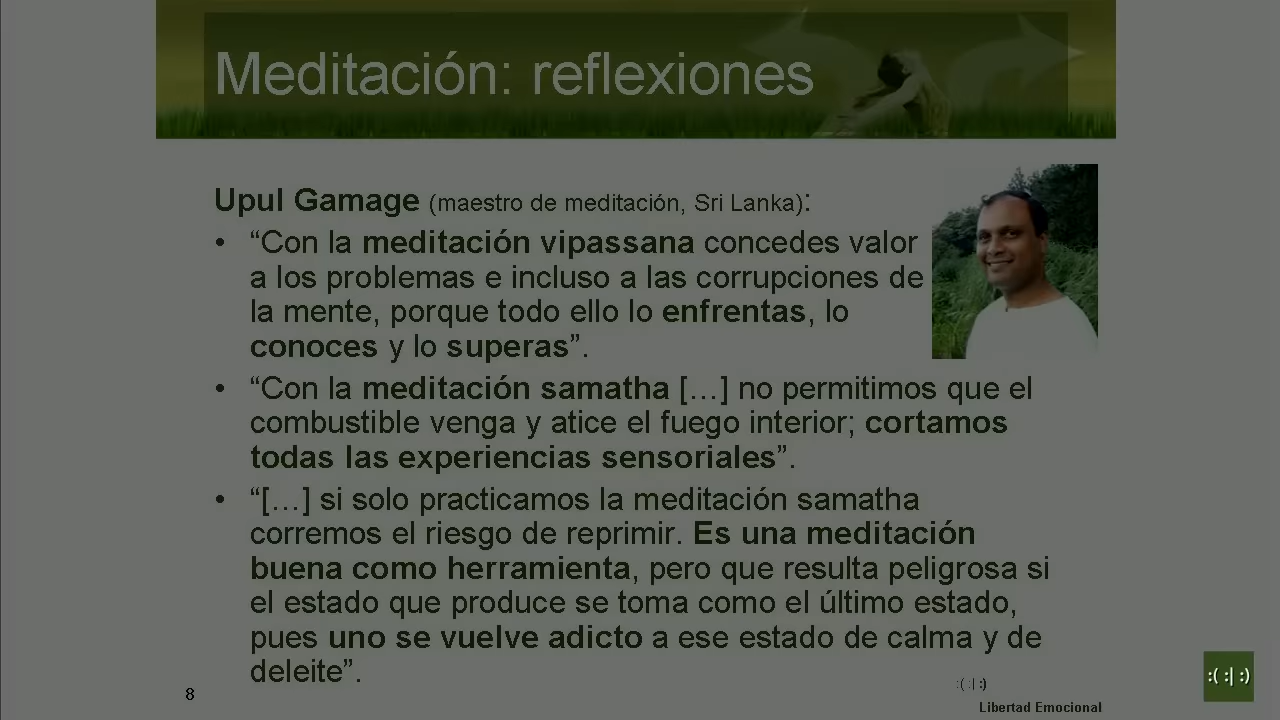 Meditación: reflexiones
Upul Gamage (maestro de meditación, Sri Lanka):
• “Con la meditación vipassana concedes valor
a los problemas e incluso a las corrupciones de
la mente, porque todo ello lo enfrentas, lo
conoces y lo superas”.
• “Con la meditación samatha […] no permitimos que el
combustible venga y atice el fuego interior; cortamos
todas las experiencias sensoriales”.
• “[…] si solo practicamos la meditación samatha
corremos el riesgo de reprimir. Es una meditación
buena como herramienta, pero que resulta peligrosa si
el estado que produce se toma como el último estado,
pues uno se vuelve adicto a ese estado de calma y de
deleite”.
8
:( :| :)
Libertad Emocional
:( :| :)